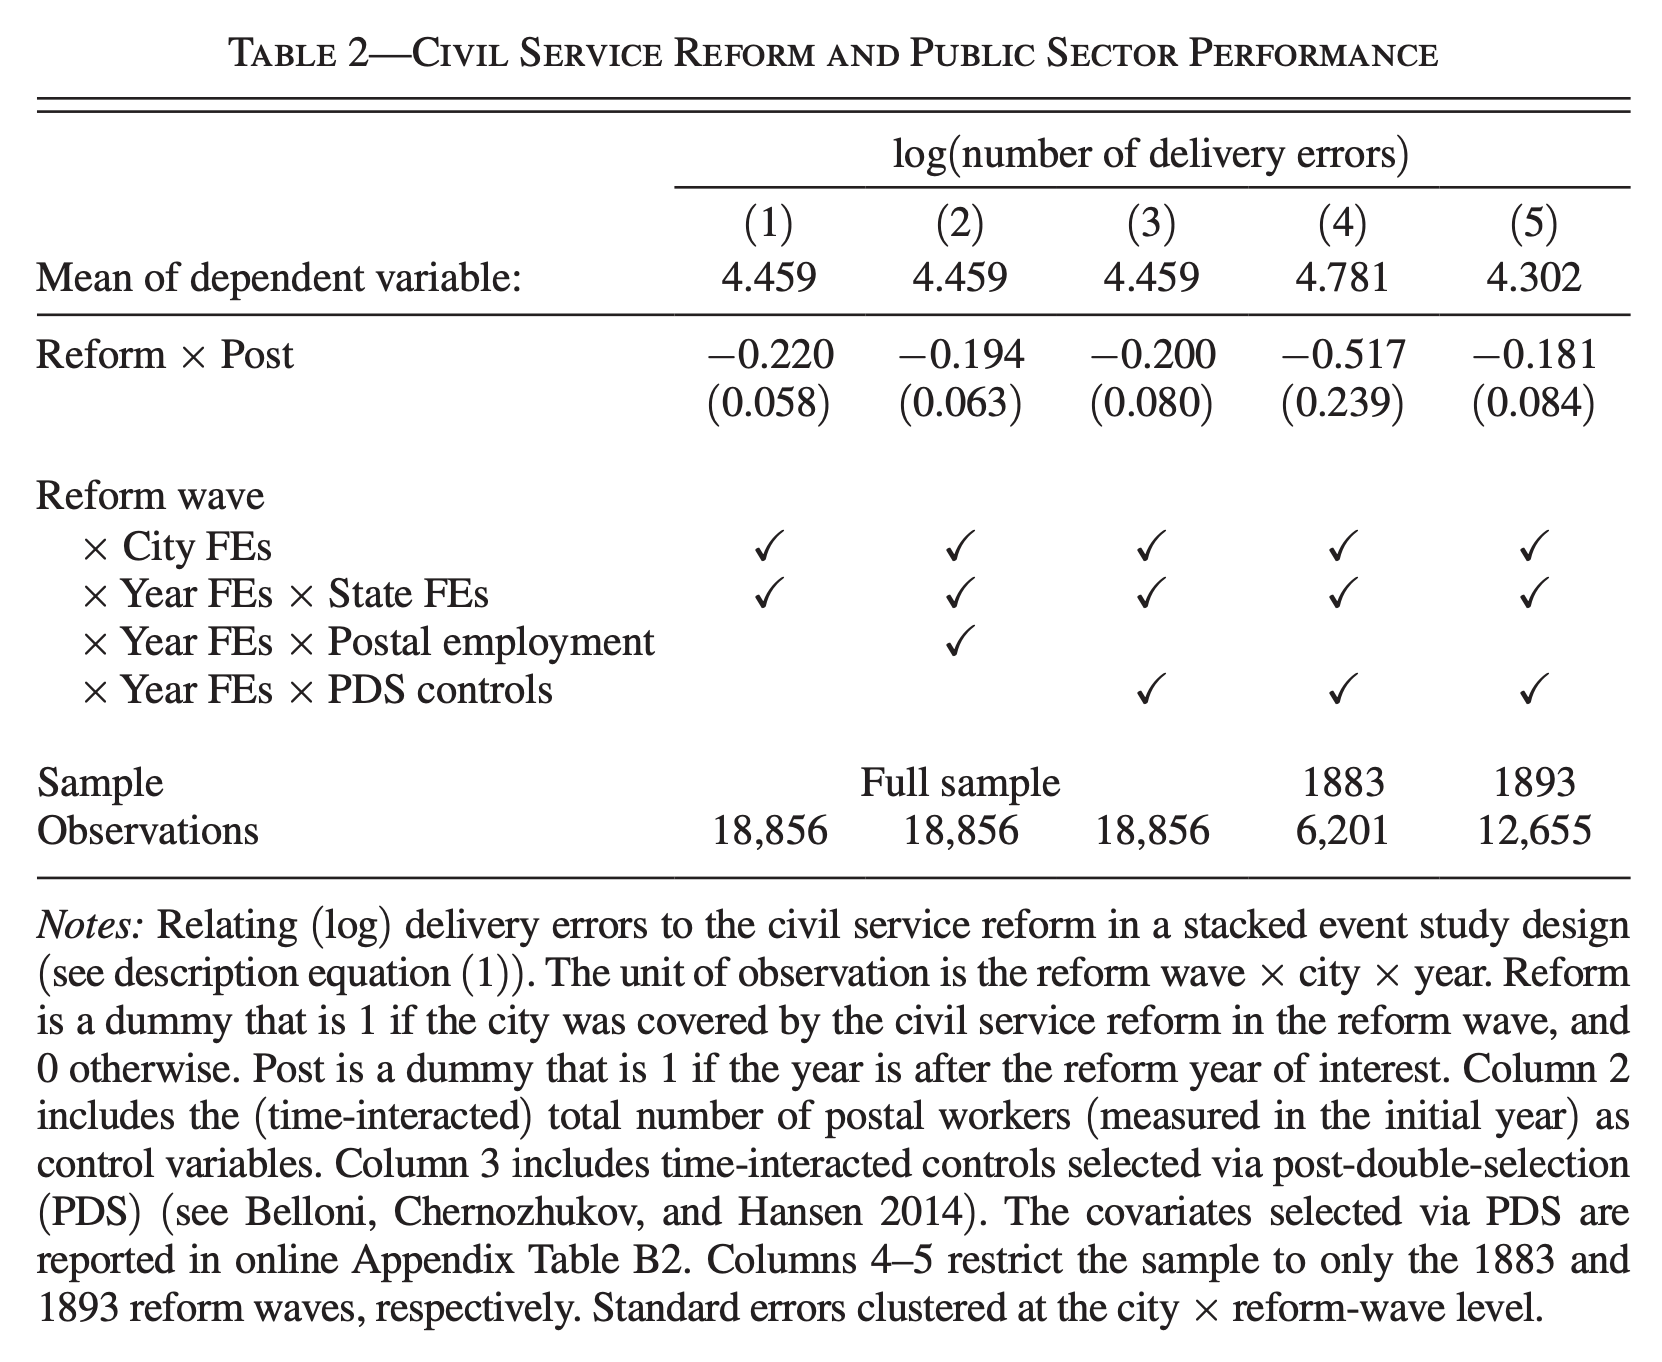 TABLE 2—CIVIL SERVICE REFORM AND PUBLIC SECTOR PERFORMANCE
log(number of delivery errors)
(1) (2) (3) (4) (5)
Mean of dependent variable: 4.459 4.459 4.459 4.781 4.302
Reform × Post −0.220 −0.194 −0.200 −0.517 −0.181
(0.058) (0.063) (0.080) (0.239) (0.084)
Reform wave
× City FEs ✓ ✓ ✓ ✓ ✓
× Year FEs × State FEs ✓ ✓ ✓ ✓ ✓
× Year FEs × Postal employment ✓
× Year FEs × PDS controls ✓ ✓ ✓
Sample Full sample 1883 1893
Observations 18,856 18,856 18,856 6,201 12,655
Notes: Relating (log) delivery errors to the civil service reform in a stacked event study design
(see description equation (1)). The unit of observation is the reform wave × city × year. Reform
is a dummy that is 1 if the city was covered by the civil service reform in the reform wave, and
0 otherwise. Post is a dummy that is 1 if the year is after the reform year of interest. Column 2
includes the (time-interacted) total number of postal workers (measured in the initial year) as
control variables. Column 3 includes time-interacted controls selected via post-double-selection
(PDS) (see Belloni, Chernozhukov, and Hansen 2014). The covariates selected via PDS are
reported in online Appendix Table B2. Columns 4–5 restrict the sample to only the 1883 and
1893 reform waves, respectively. Standard errors clustered at the city × reform-wave level.